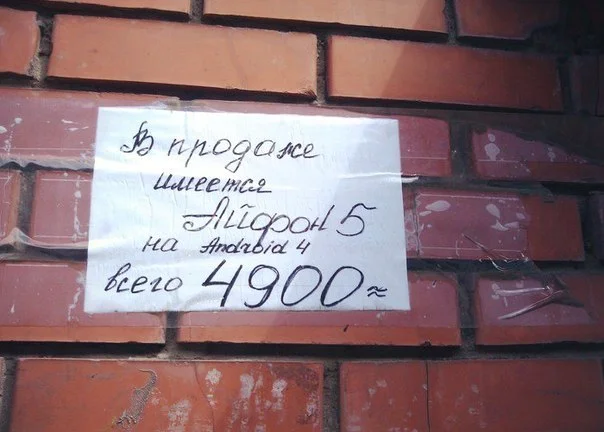 В продаже
имеется
Айфон 5
на Android 4
всего 4900=